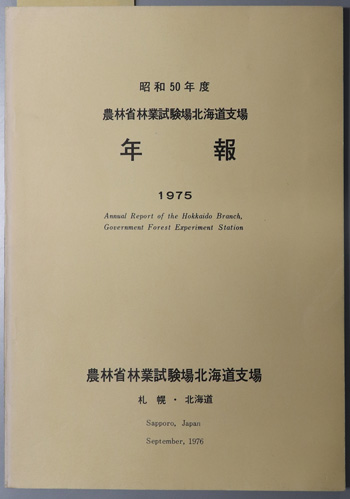 昭和50年度
農林省林業試験場北海道支場
年報
1975
Annual Report of the Hokkaido Branch,
Government Forest Experiment Station
農林省林業試験場北海道支場
札幌・北海道
Sapporo, Japan
September, 1976